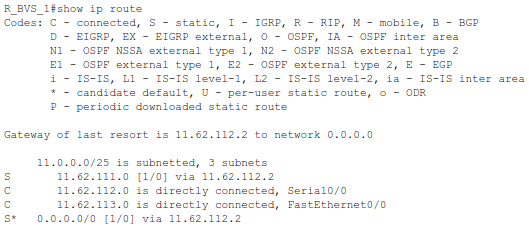 R_BVS_1#show ip route
Codes: C - connected, S - static, I - IGRP, R - RIP, M - mobile, B - BGP
D - EIGRP, EX - EIGRP external, O - OSPF, IA - OSPF inter area
N1 - OSPF NSSA external type 1, N2 - OSPF NSSA external type 2
E1 - OSPF external type 1, E2 - OSPF external type 2, E - EGP
i - IS-IS, L1 - IS-IS level-1, L2 - IS-IS level-2, ia - IS-IS inter area
* - candidate default, U - per-user static route, o - ODR
P - periodic downloaded static route
Gateway of last resort is 11.62.112.2 to network 0.0.0.0
11.0.0.0/25 is subnetted, 3 subnets
S 11.62.111.0 [1/0] via 11.62.112.2
C 11.62.112.0 is directly connected, Serial0/0
C 11.62.113.0 is directly connected, FastEthernet0/0
S* 0.0.0.0/0 [1/0] via 11.62.112.2